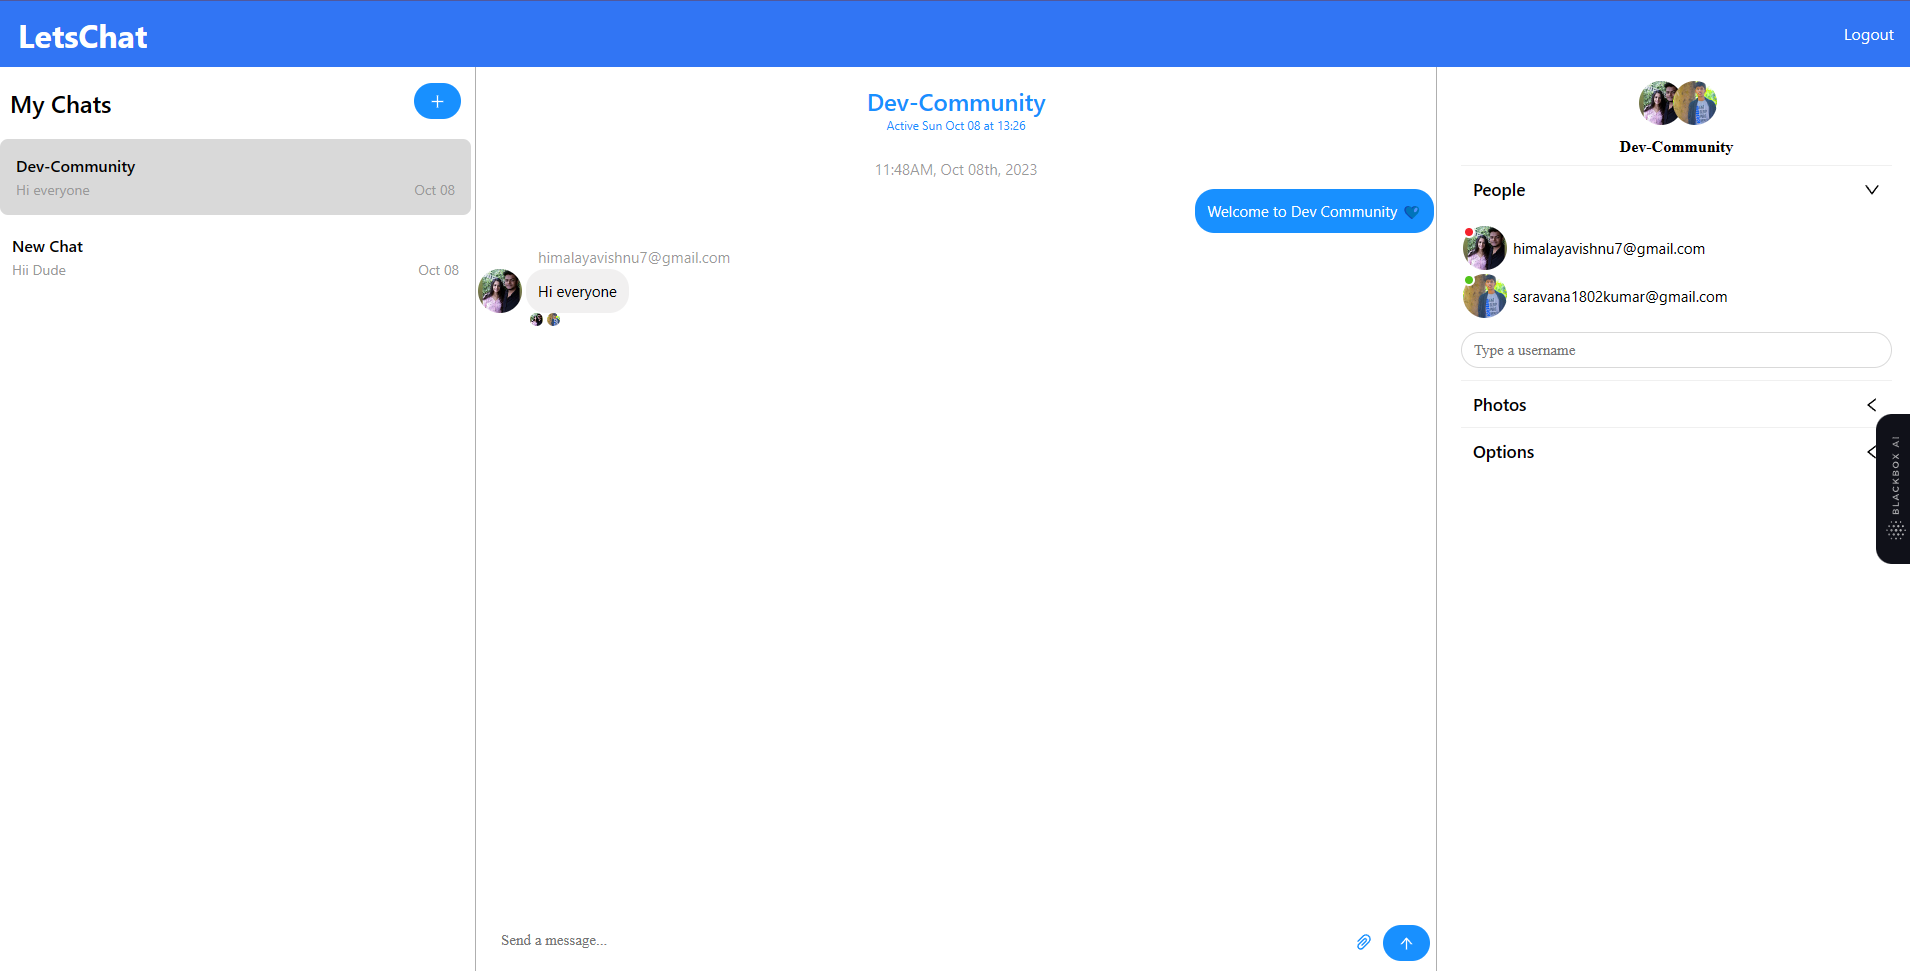 LetsChat
Logout
My Chats
+
Dev-Community
Hi everyone
Oct 08
New Chat
Hii Dude
Oct 08
Dev-Community
Active Sun Oct 08 at 13:26
11:48AM, Oct 08th, 2023
Welcome to Dev Community 💙
himalayavishnu7@gmail.com
Hi everyone
Send a message...
Dev-Community
People
himalayavishnu7@gmail.com
saravana1802kumar@gmail.com
Type a username
Photos
Options
BLACKBOX AI